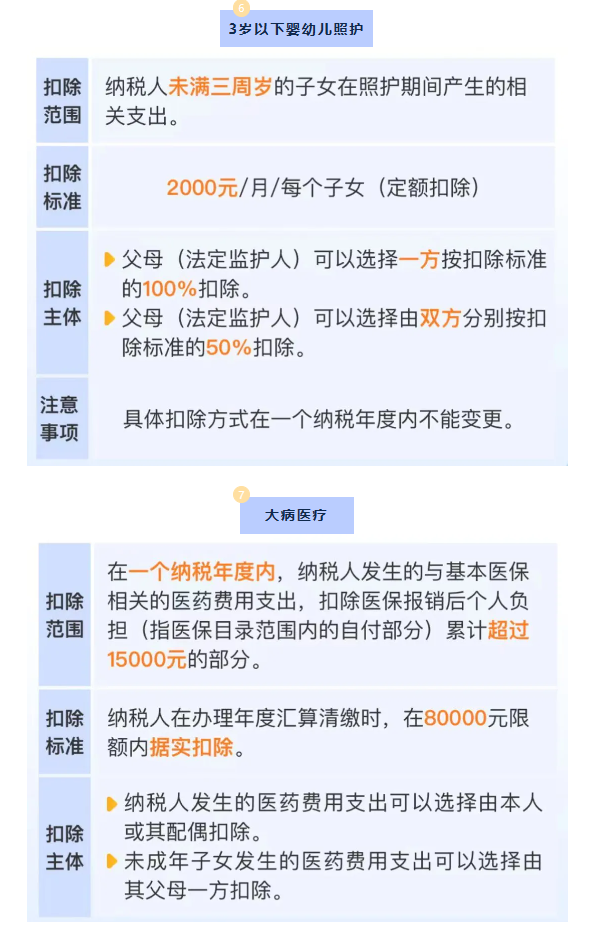 6
3岁以下婴幼儿照护
扣除
范围
纳税人未满三周岁的子女在照护期间产生的相
关支出。
扣除
标准
2000元/月/每个子女（定额扣除）
扣除
主体
父母（法定监护人）可以选择一方按扣除标准
的100%扣除。
父母（法定监护人）可以选择由双方分别按扣
除标准的50%扣除。
注意
事项
具体扣除方式在一个纳税年度内不能变更。
7
大病医疗
扣除
范围
在一个纳税年度内，纳税人发生的与基本医保
相关的医药费用支出，扣除医保报销后个人负
担（指医保目录范围内的自付部分）累计超过
15000元的部分。
扣除
标准
纳税人在办理年度汇算清缴时，在80000元限
额内据实扣除。
扣除
主体
纳税人发生的医药费用支出可以选择由本人
或其配偶扣除。
未成年子女发生的医药费用支出可以选择由
其父母一方扣除。